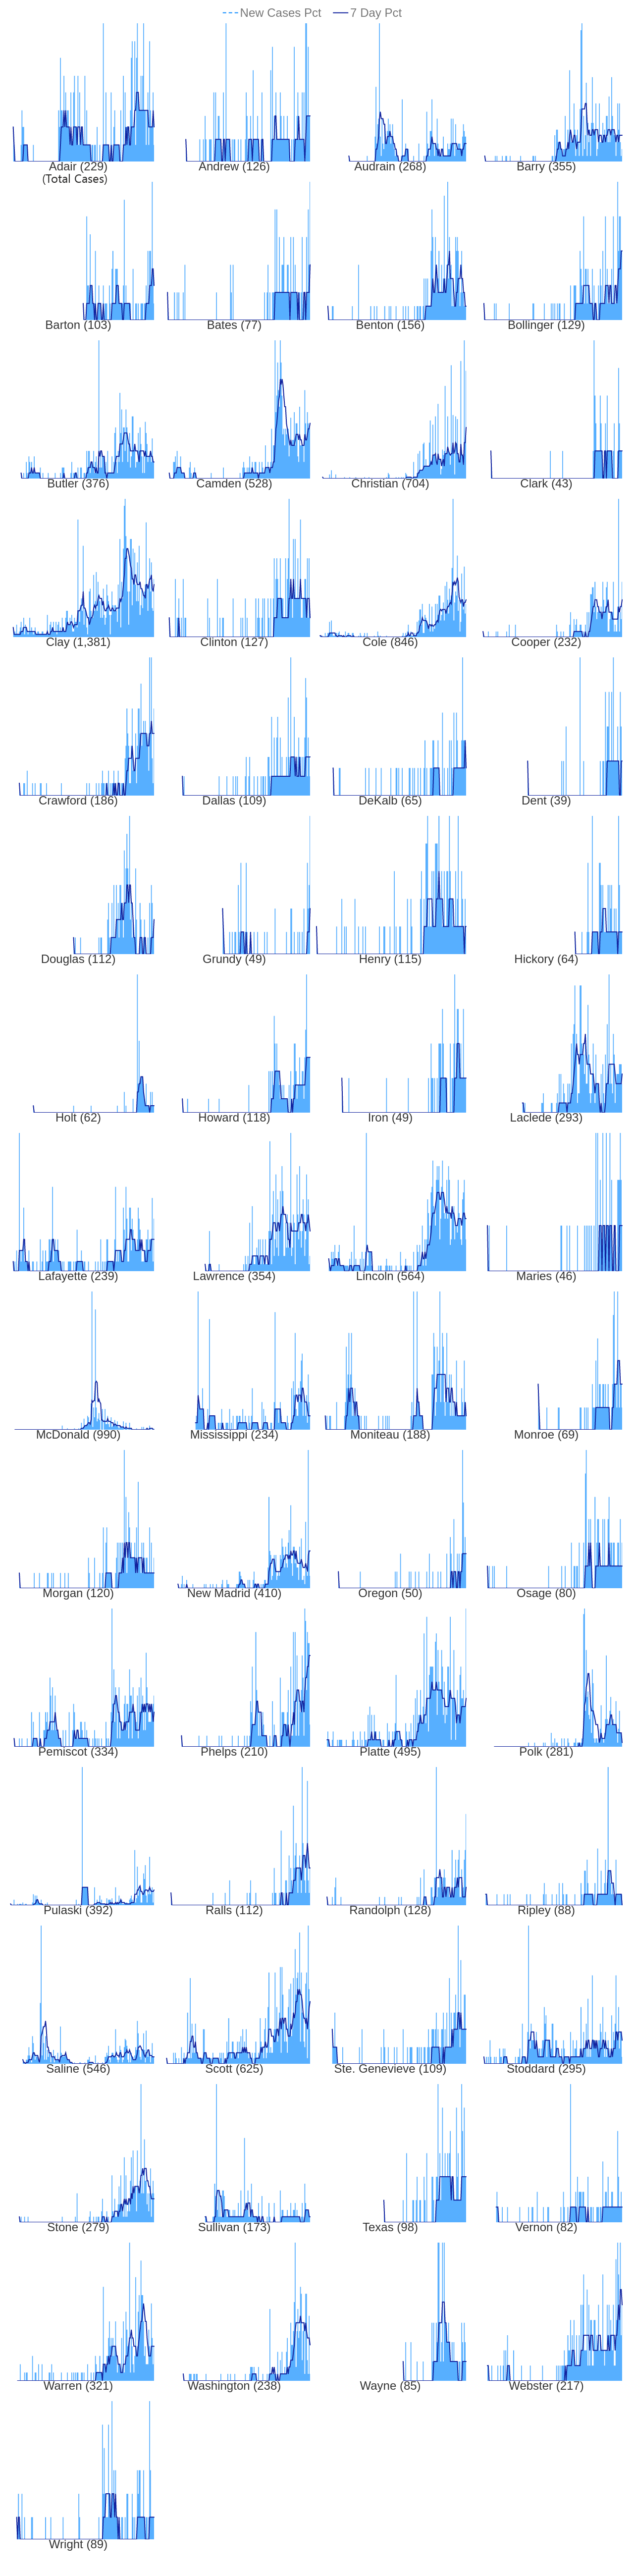 New Cases Pct 7 Day Pct
Adair (229) Andrew (126) Audrain (268) Barry (355)
(Total Cases)
Barton (103) Bates (77) Benton (156) Bollinger (129)
Butler (376) Camden (528) Christian (704) Clark (43)
Clay (1,381) Clinton (127) Cole (846) Cooper (232)
Crawford (186) Dallas (109) DeKalb (65) Dent (39)
Douglas (112) Grundy (49) Henry (115) Hickory (64)
Holt (62) Howard (118) Iron (49) Laclede (293)
Lafayette (239) Lawrence (354) Lincoln (564) Maries (46)
McDonald (990) Mississippi (234) Moniteau (188) Monroe (69)
Morgan (120) New Madrid (410) Oregon (50) Osage (80)
Pemiscot (334) Phelps (210) Platte (495) Polk (281)
Pulaski (392) Ralls (112) Randolph (128) Ripley (88)
Saline (546) Scott (625) Ste. Genevieve (109) Stoddard (295)
Stone (279) Sullivan (173) Texas (98) Vernon (82)
Warren (321) Washington (238) Wayne (85) Webster (217)
Wright (89)